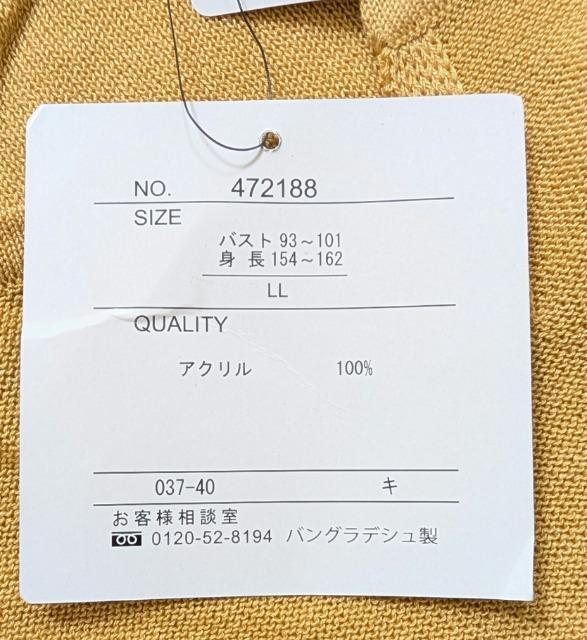 NO. 472188
SIZE
バスト 93～101
身 長 154～162
LL
QUALITY
アクリル 100%
037-40 キ
お客様相談室
0120-52-8194 バングラデシュ製